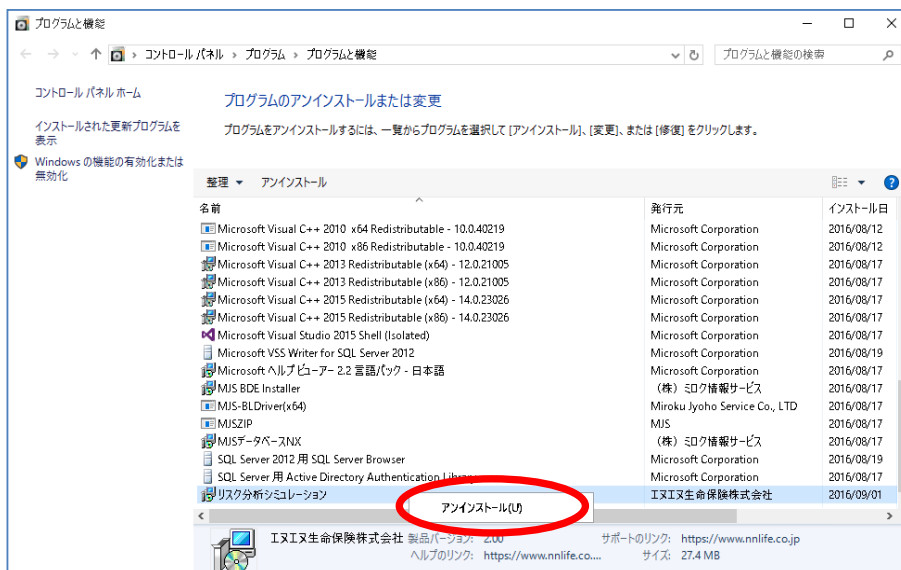 プログラムと機能
コントロール パネル › プログラム › プログラムと機能
プログラムと機能の検索
コントロール パネル ホーム
インストールされた更新プログラムを
表示
Windows の機能の有効化または
無効化
プログラムのアンインストールまたは変更
プログラムをアンインストールするには、一覧からプログラムを選択して [アンインストール]、[変更]、または [修復] をクリックします。
整理 アンインストール
名前 発行元 インストール日
Microsoft Visual C++ 2010 x64 Redistributable - 10.0.40219 Microsoft Corporation 2016/08/12
Microsoft Visual C++ 2010 x86 Redistributable - 10.0.40219 Microsoft Corporation 2016/08/12
Microsoft Visual C++ 2013 Redistributable (x64) - 12.0.21005 Microsoft Corporation 2016/08/17
Microsoft Visual C++ 2013 Redistributable (x86) - 12.0.21005 Microsoft Corporation 2016/08/17
Microsoft Visual C++ 2015 Redistributable (x64) - 14.0.23026 Microsoft Corporation 2016/08/17
Microsoft Visual C++ 2015 Redistributable (x86) - 14.0.23026 Microsoft Corporation 2016/08/17
Microsoft Visual Studio 2015 Shell (Isolated) Microsoft Corporation 2016/08/17
Microsoft VSS Writer for SQL Server 2012 Microsoft Corporation 2016/08/19
Microsoft ヘルプ ビューアー 2.2 言語パック - 日本語 Microsoft Corporation 2016/08/17
MJS BDE Installer （株）ミロク情報サービス 2016/08/17
MJS-BLDriver(x64) Miroku Jyoho Service Co., LTD 2016/08/17
MJSZIP MJS 2016/08/17
MJSデータベースNX （株）ミロク情報サービス 2016/08/17
SQL Server 2012 用 SQL Server Browser Microsoft Corporation 2016/08/19
SQL Server 用 Active Directory Authentication Library Microsoft Corporation 2016/08/17
リスク分析シミュレーション エヌエヌ生命保険株式会社 2016/09/01
アンインストール(U)
エヌエヌ生命保険株式会社 製品バージョン: 2.00 サポートのリンク: https://www.nnlife.co.jp
ヘルプのリンク: https://www.nnlife.co.... サイズ: 27.4 MB